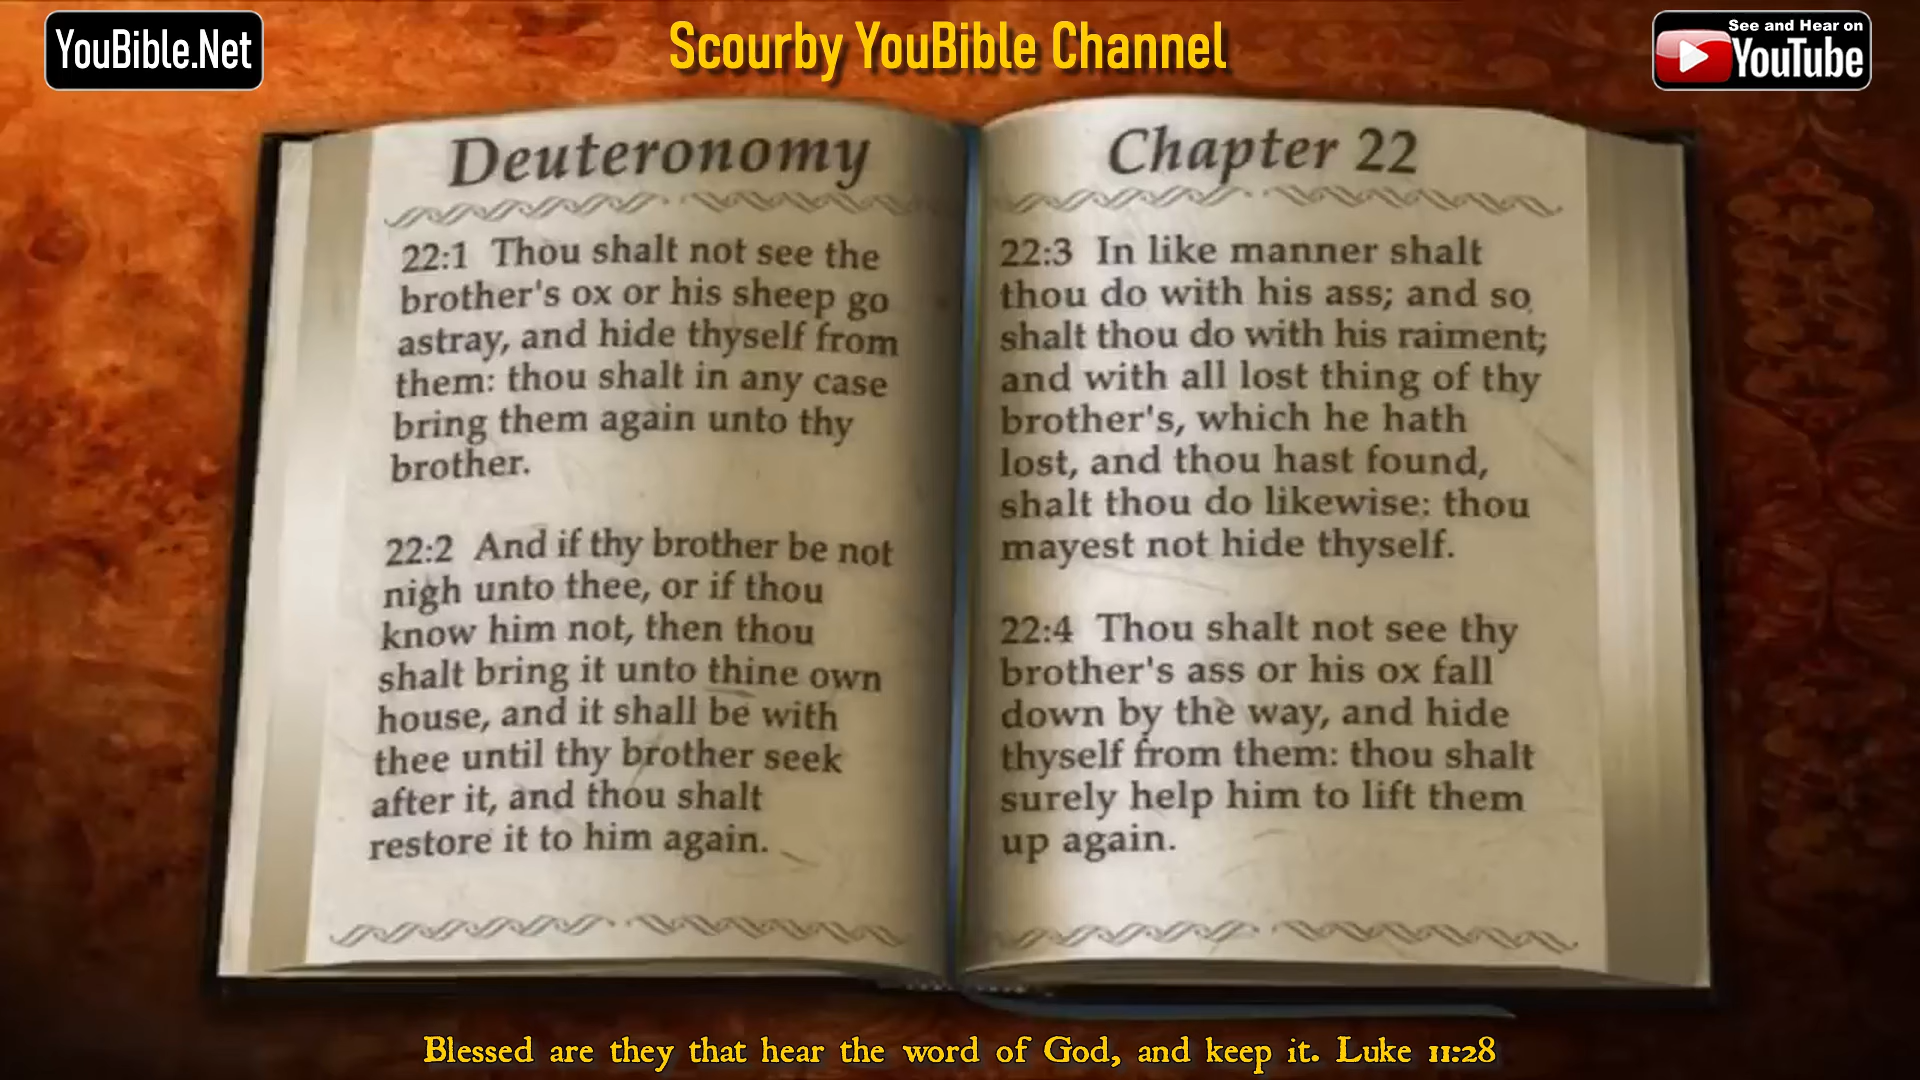 YouBible.Net
Scourby YouBible Channel
See and Hear on
YouTube
Deuteronomy
22:1 Thou shalt not see the
brother's ox or his sheep go
astray, and hide thyself from
them: thou shalt in any case
bring them again unto thy
brother.
22:2 And if thy brother be not
nigh unto thee, or if thou
know him not, then thou
shalt bring it unto thine own
house, and it shall be with
thee until thy brother seek
after it, and thou shalt
restore it to him again.
Chapter 22
22:3 In like manner shalt
thou do with his ass; and so
shalt thou do with his raiment;
and with all lost thing of thy
brother's, which he hath
lost, and thou hast found,
shalt thou do likewise: thou
mayest not hide thyself.
22:4 Thou shalt not see thy
brother's ass or his ox fall
down by the way, and hide
thyself from them: thou shalt
surely help him to lift them
up again.
Blessed are they that hear the word of God, and keep it. Luke 11:28